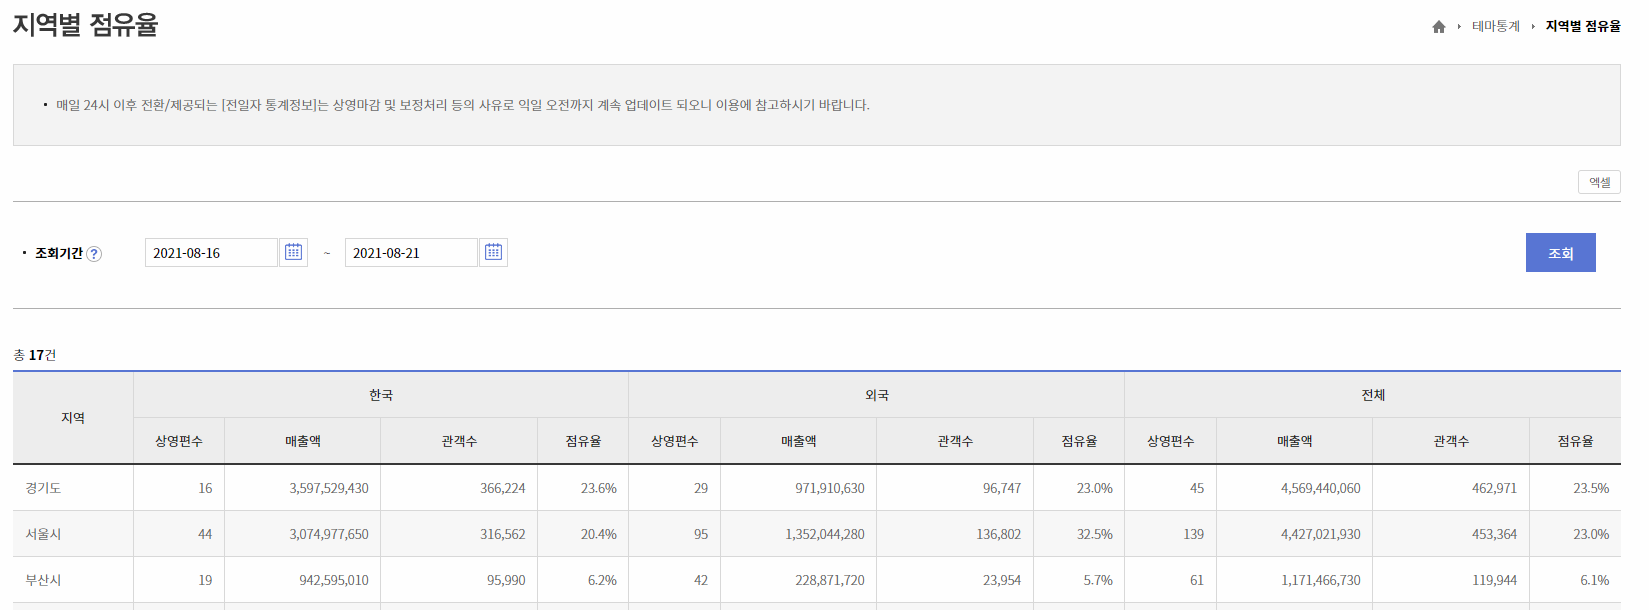 지역별 점유율
테마통계 지역별 점유율
매일 24시 이후 전환/제공되는 [전일자 통계정보]는 상영마감 및 보정처리 등의 사유로 익일 오전까지 계속 업데이트 되오니 이용에 참고하시기 바랍니다.
엑셀
조회기간 ? 2021-08-16 ~ 2021-08-21 조회
총 17건
지역 한국 외국 전체
상영편수 매출액 관객수 점유율 상영편수 매출액 관객수 점유율 상영편수 매출액 관객수 점유율
경기도 16 3,597,529,430 366,224 23.6% 29 971,910,630 96,747 23.0% 45 4,569,440,060 462,971 23.5%
서울시 44 3,074,977,650 316,562 20.4% 95 1,352,044,280 136,802 32.5% 139 4,427,021,930 453,364 23.0%
부산시 19 942,595,010 95,990 6.2% 42 228,871,720 23,954 5.7% 61 1,171,466,730 119,944 6.1%